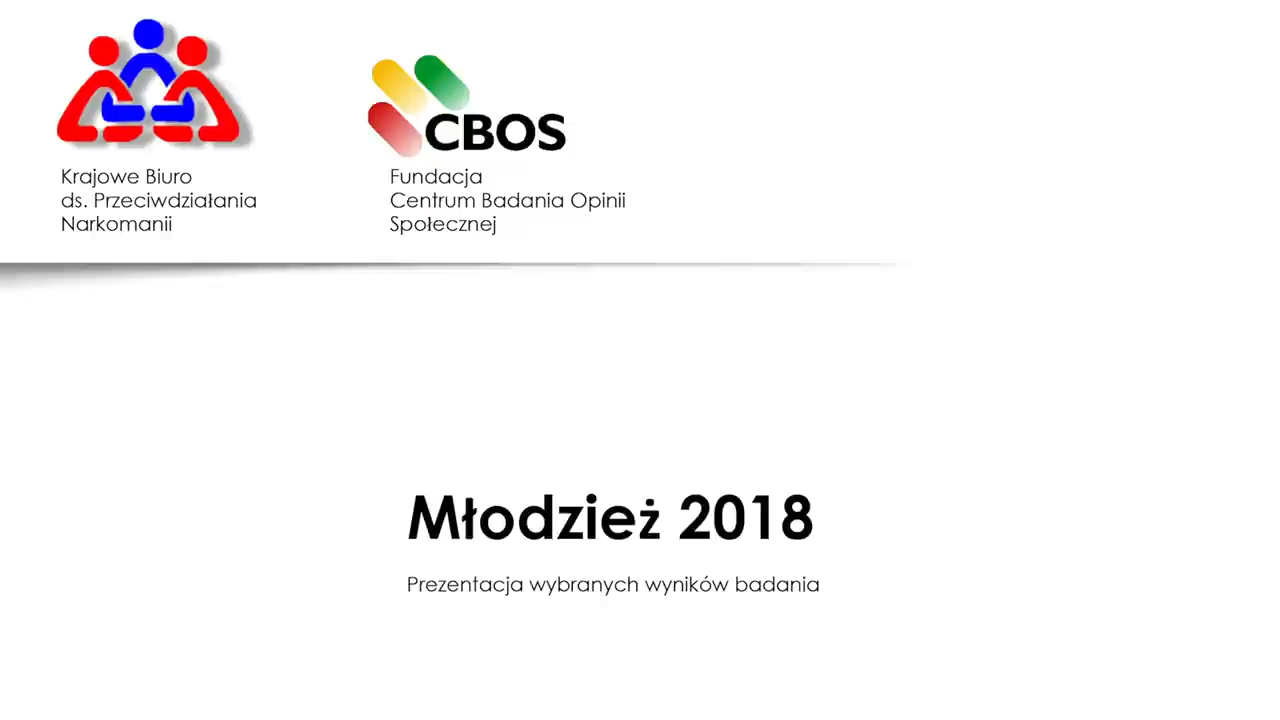 CBOS
Krajowe Biuro
ds. Przeciwdziałania
Narkomanii
Fundacja
Centrum Badania Opinii
Społecznej
Młodzież 2018
Prezentacja wybranych wyników badania